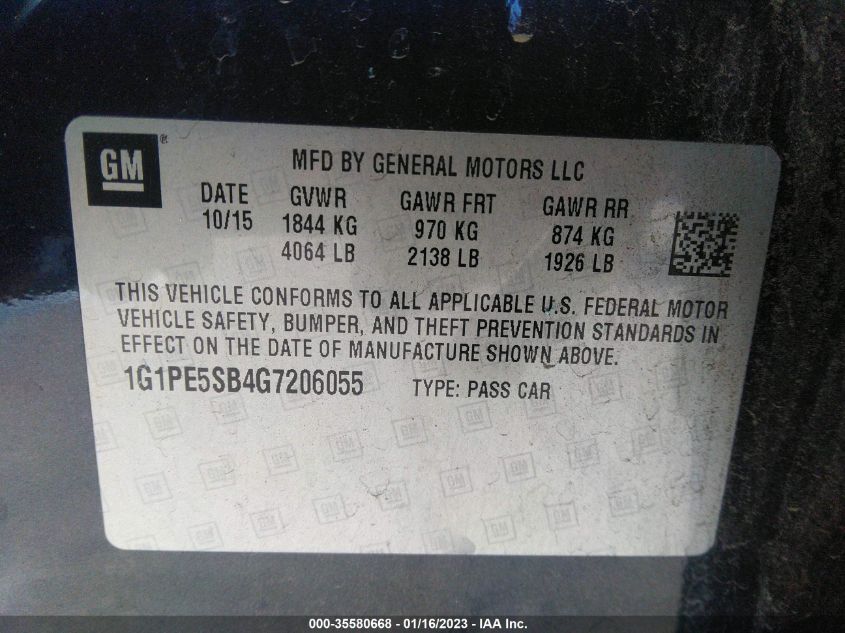 GM®
MFD BY GENERAL MOTORS LLC
DATE GVWR GAWR FRT GAWR RR
10/15 1844 KG 970 KG 874 KG
4064 LB 2138 LB 1926 LB
THIS VEHICLE CONFORMS TO ALL APPLICABLE U.S. FEDERAL MOTOR
VEHICLE SAFETY, BUMPER, AND THEFT PREVENTION STANDARDS IN
EFFECT ON THE DATE OF MANUFACTURE SHOWN ABOVE.
1G1PE5SB4G7206055 TYPE: PASS CAR
000-35580668 - 01/16/2023 - IAA Inc.